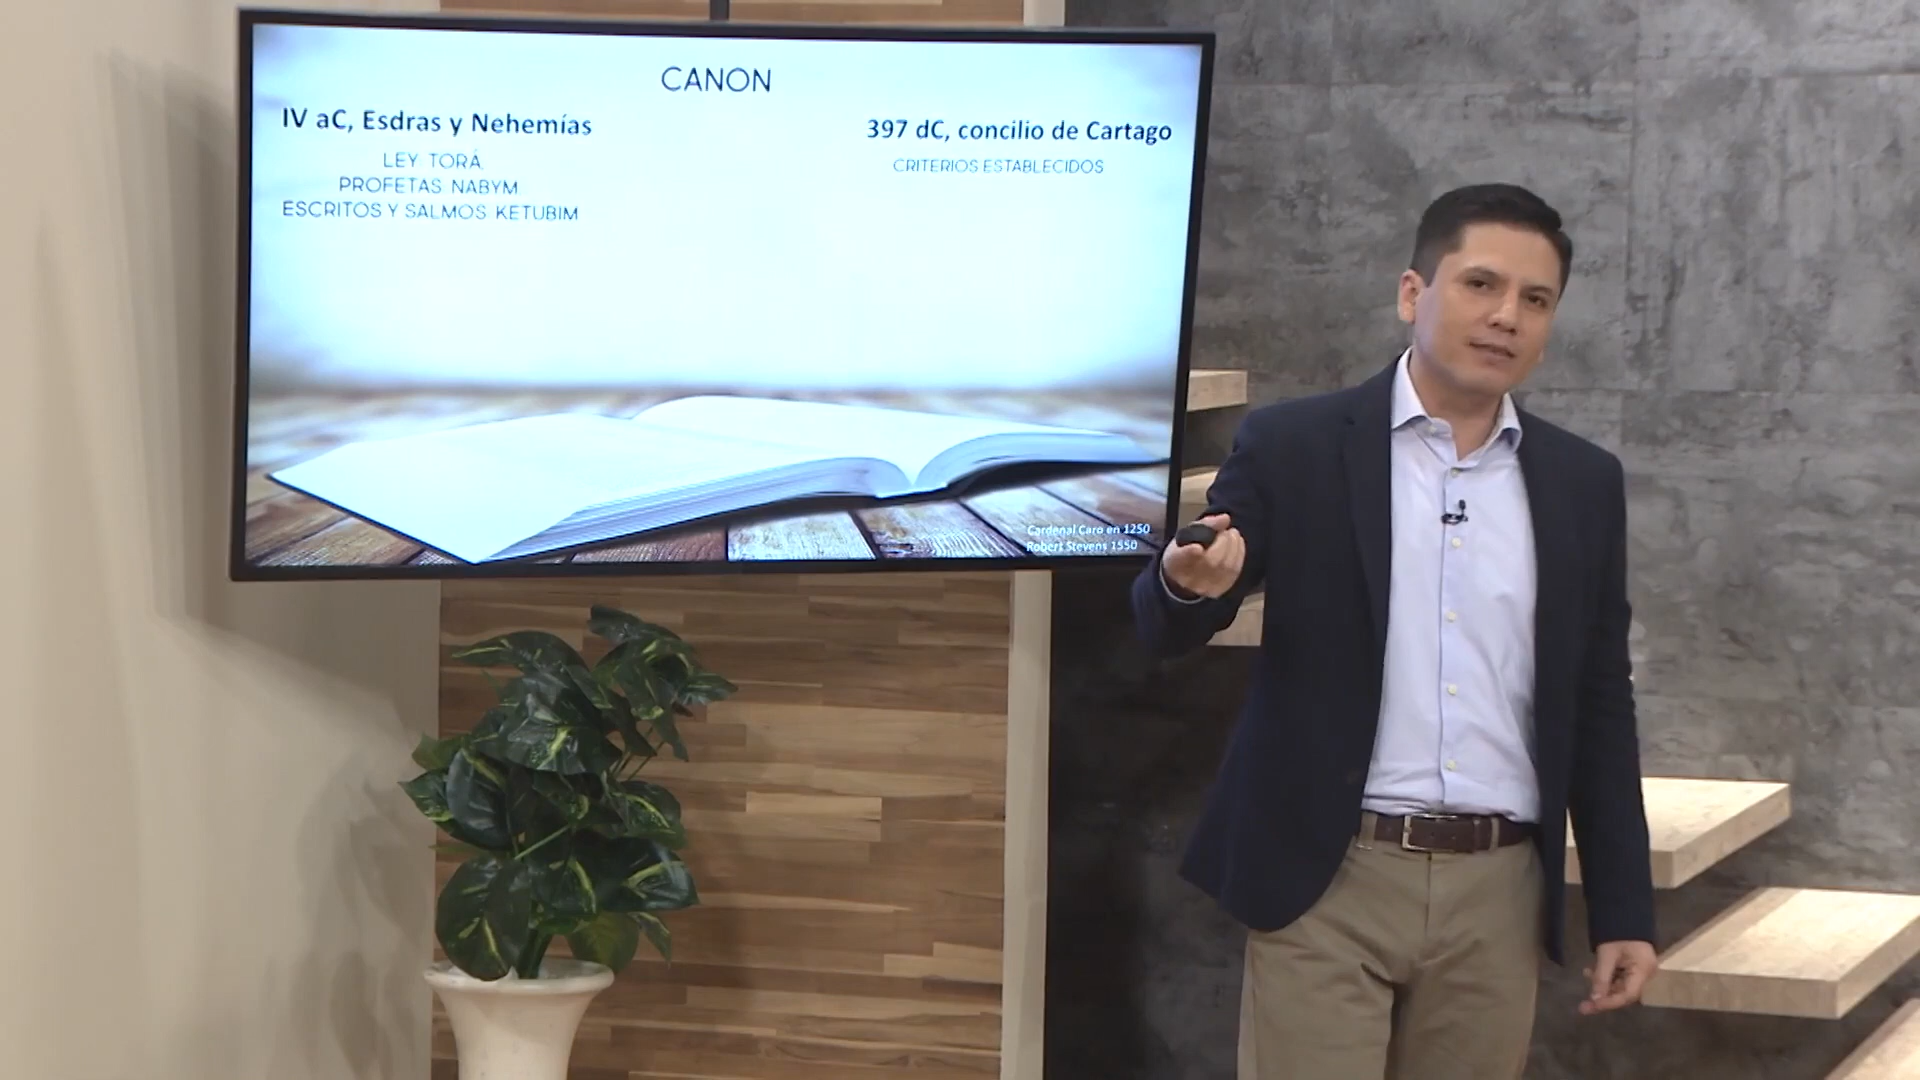 CANON
IV aC, Esdras y Nehemías
LEY TORÁ,
PROFETAS NABYM
ESCRITOS Y SALMOS KETUBIM
397 dC, concilio de Cartago
CRITERIOS ESTABLECIDOS
Cardenal Caro en 1250
Robert Stevens 1550